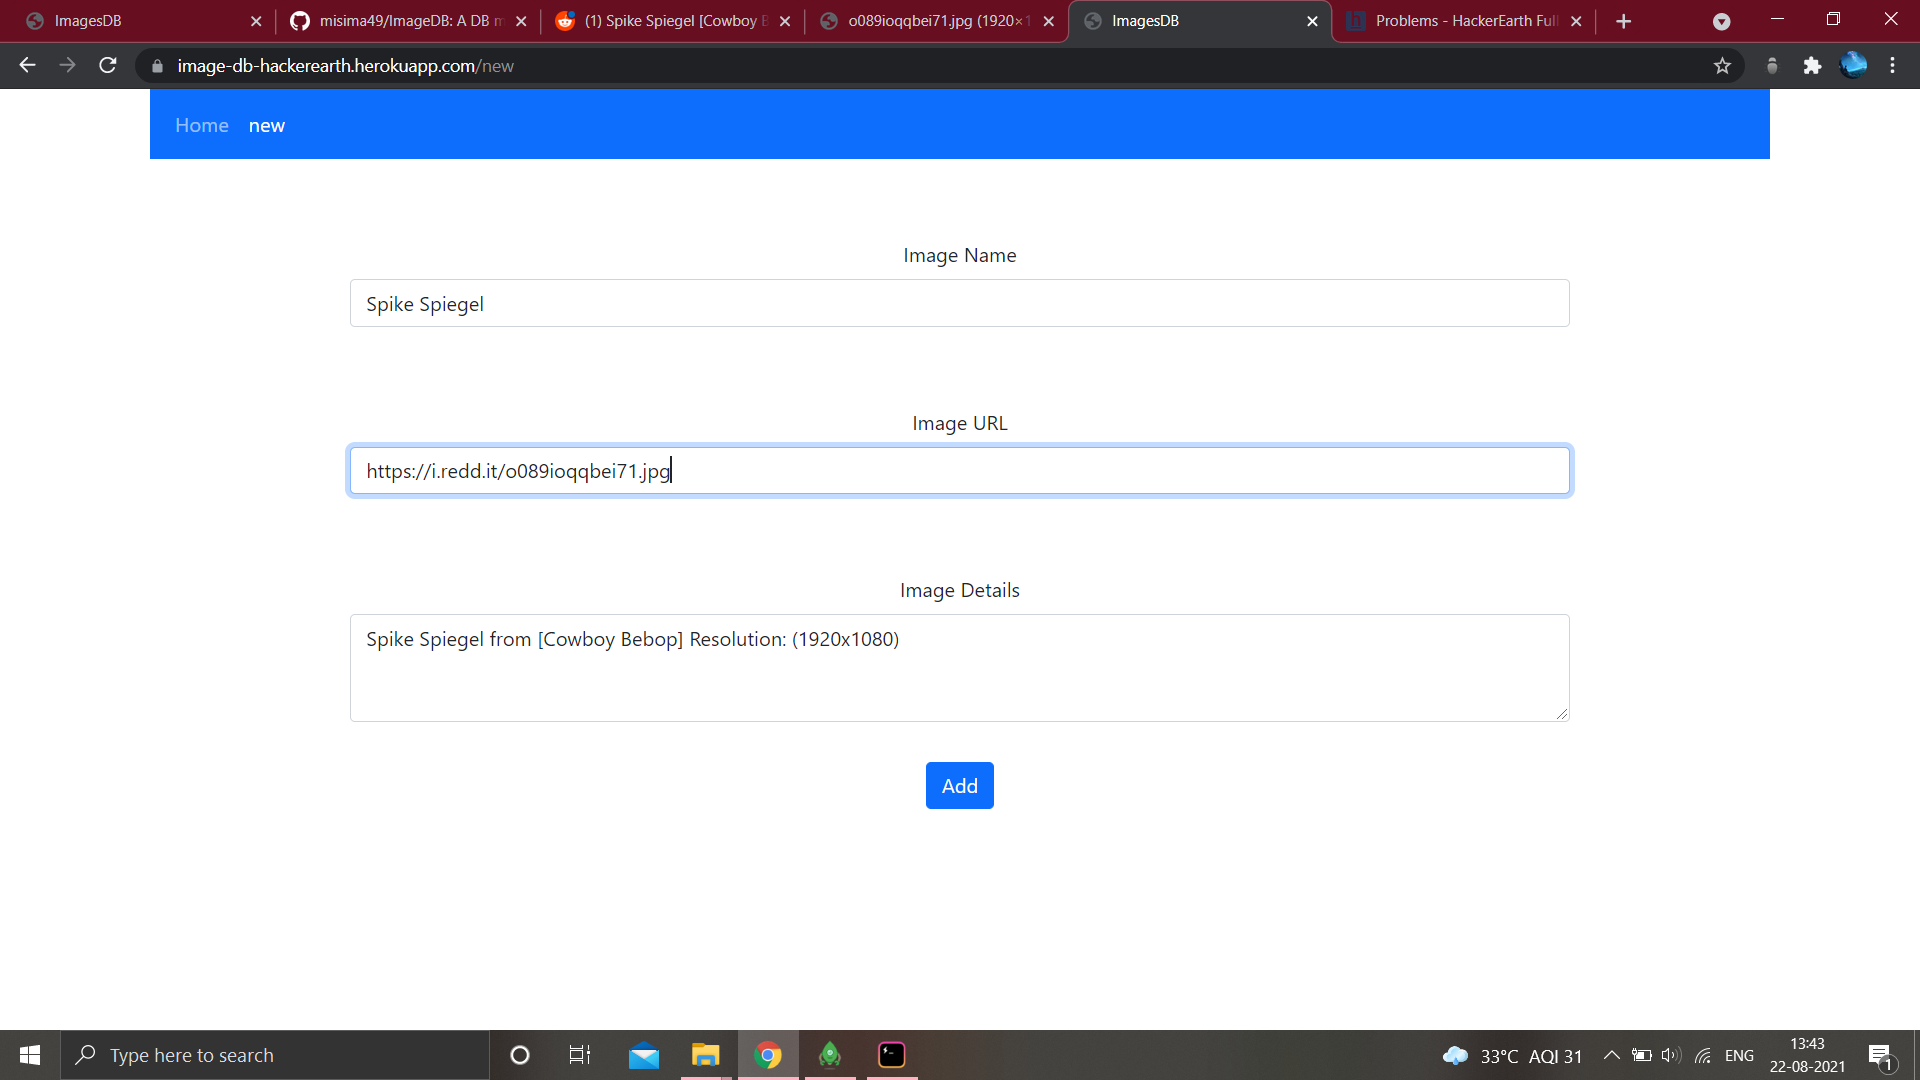 ImagesDB
misima49/ImageDB: A DB m
(1) Spike Spiegel [Cowboy B
o089ioqqbei71.jpg (1920×1
ImagesDB
Problems - HackerEarth Full
image-db-hackerearth.herokuapp.com/new
Home new
Image Name
Spike Spiegel
Image URL
https://i.redd.it/o089ioqqbei71.jpg
Image Details
Spike Spiegel from [Cowboy Bebop] Resolution: (1920x1080)
Add
Type here to search
33°C AQI 31
ENG
13:43
22-08-2021
1